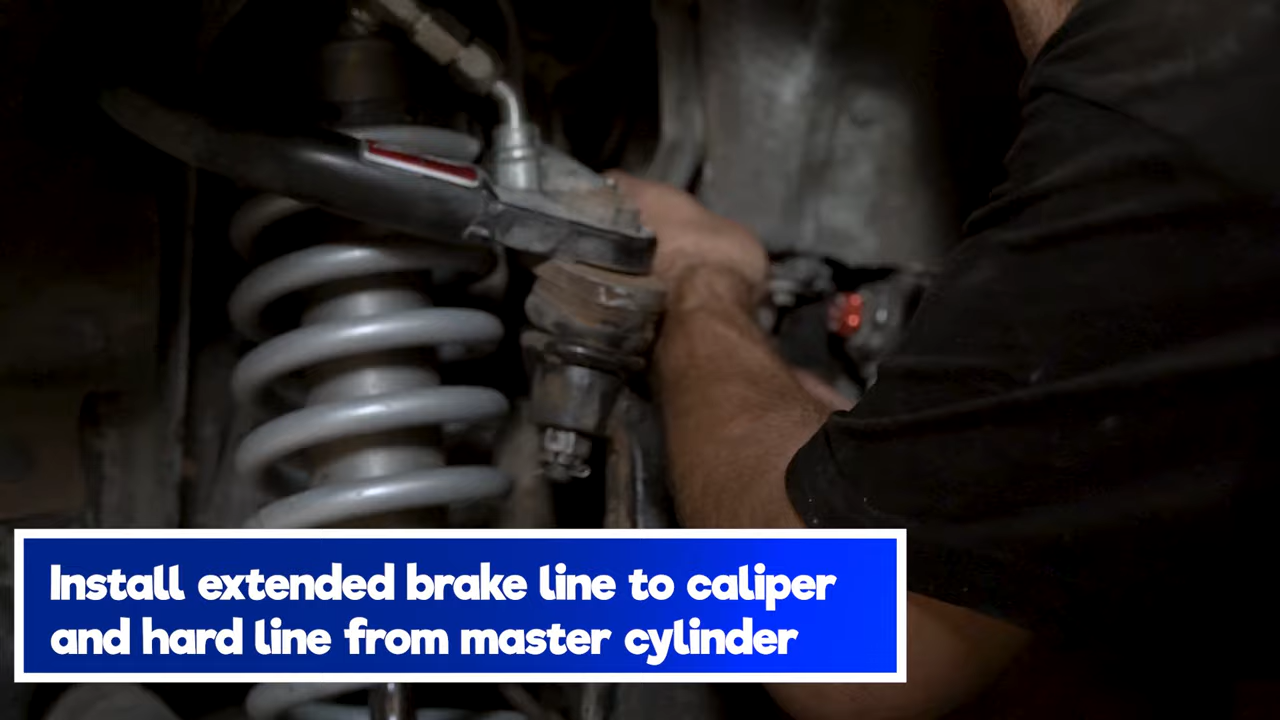 Install extended brake line to caliper
and hard line from master cylinder